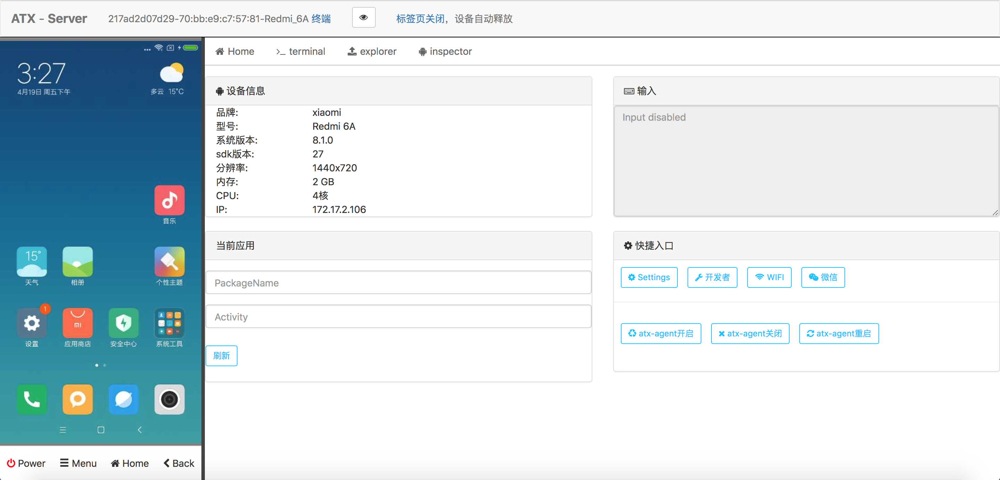 ATX - Server
217ad2d07d29-70:bb:e9:c7:57:81-Redmi_6A 终端
标签页关闭，设备自动释放
3:27
4月19日 周五下午
多云 15°C
音乐
15°
天气
相册
个性主题
1
mi
设置
应用商店
安全中心
系统工具
Power
Menu
Home
Back
Home
terminal
explorer
inspector
设备信息
品牌: xiaomi
型号: Redmi 6A
系统版本: 8.1.0
sdk版本: 27
分辨率: 1440x720
内存: 2 GB
CPU: 4核
IP: 172.17.2.106
输入
Input disabled
当前应用
PackageName
Activity
刷新
快捷入口
Settings
开发者
WIFI
微信
atx-agent开启
atx-agent关闭
atx-agent重启